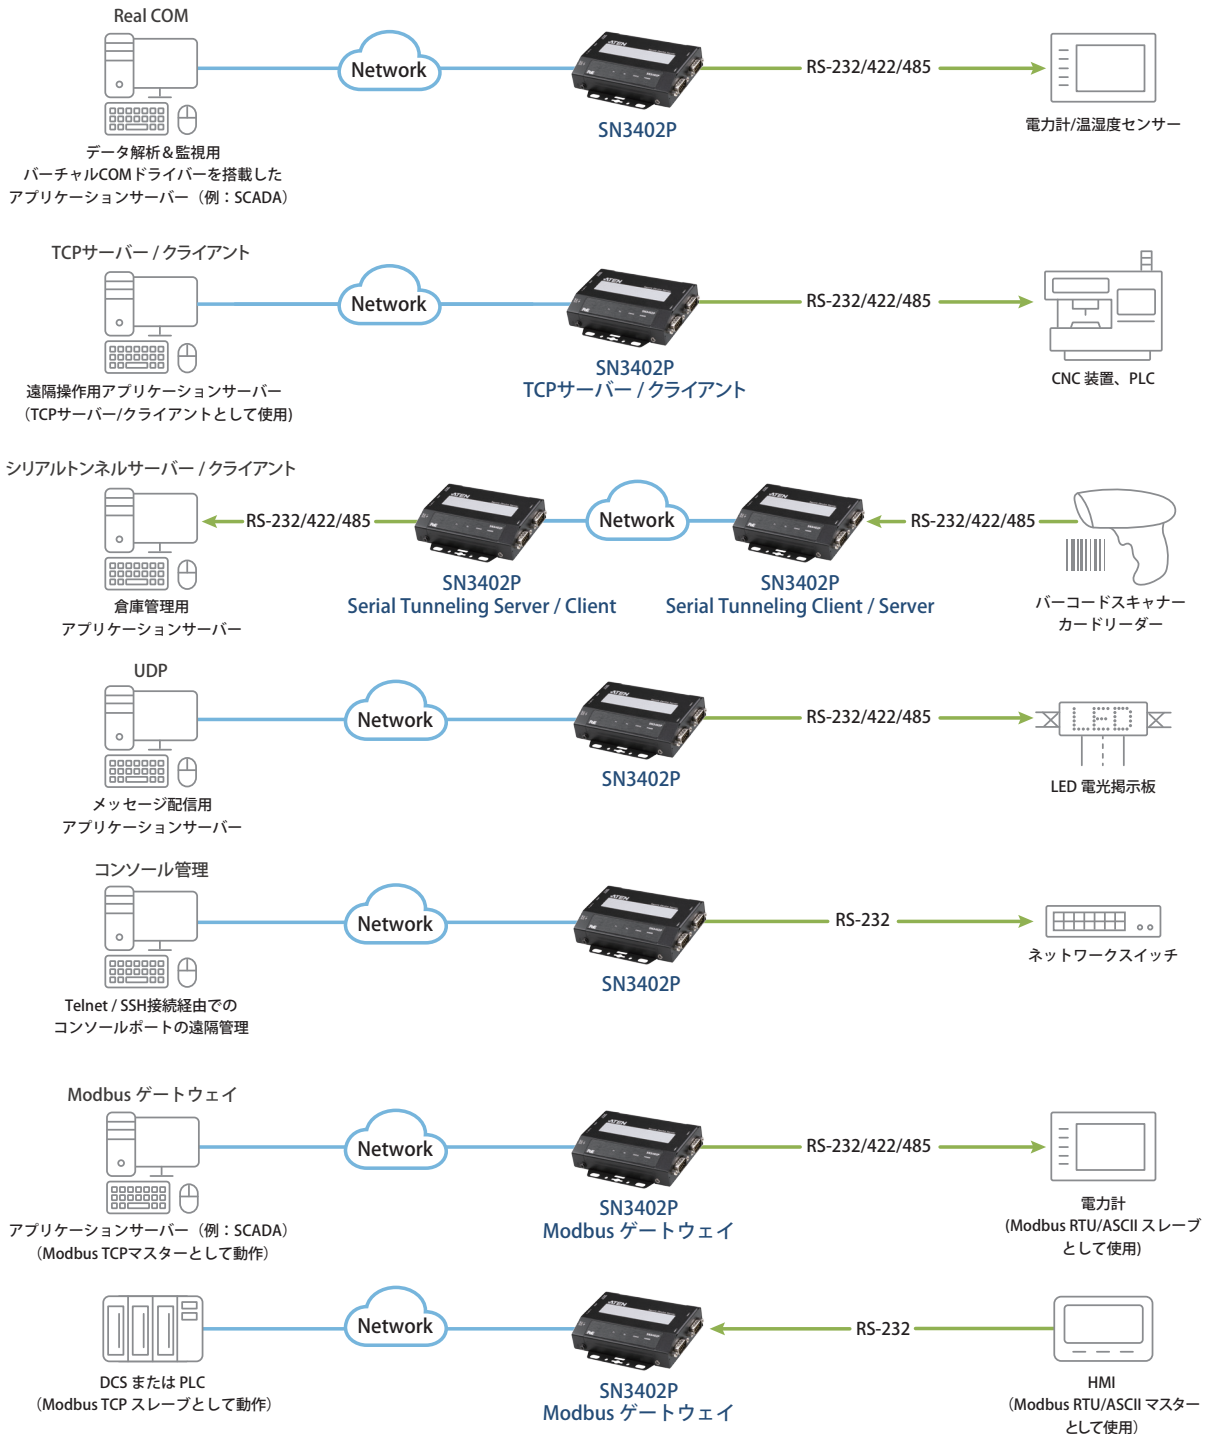 Real COM
Network
RS-232/422/485
SN3402P
電力計/温湿度センサー
データ解析＆監視用
バーチャルCOMドライバーを搭載した
アプリケーションサーバー（例：SCADA）
TCPサーバー / クライアント
Network
RS-232/422/485
SN3402P
TCPサーバー / クライアント
CNC 装置、PLC
遠隔操作用アプリケーションサーバー
（TCPサーバー/クライアントとして使用)
シリアルトンネルサーバー / クライアント
RS-232/422/485
Network
RS-232/422/485
SN3402P
Serial Tunneling Server / Client
SN3402P
Serial Tunneling Client / Server
倉庫管理用
アプリケーションサーバー
バーコードスキャナー
カードリーダー
UDP
Network
RS-232/422/485
LED
SN3402P
LED 電光掲示板
メッセージ配信用
アプリケーションサーバー
コンソール管理
Network
RS-232
SN3402P
ネットワークスイッチ
Telnet / SSH接続経由での
コンソールポートの遠隔管理
Modbus ゲートウェイ
Network
RS-232/422/485
SN3402P
Modbus ゲートウェイ
電力計
(Modbus RTU/ASCII スレーブ
として使用)
アプリケーションサーバー（例：SCADA）
（Modbus TCPマスターとして動作）
Network
RS-232
SN3402P
Modbus ゲートウェイ
DCS または PLC
（Modbus TCP スレーブとして動作）
HMI
（Modbus RTU/ASCII マスター
として使用）